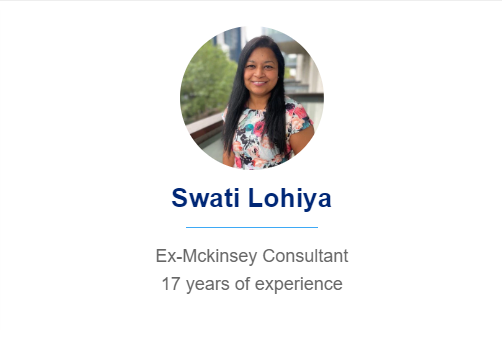 Swati Lohiya
Ex-Mckinsey Consultant
17 years of experience